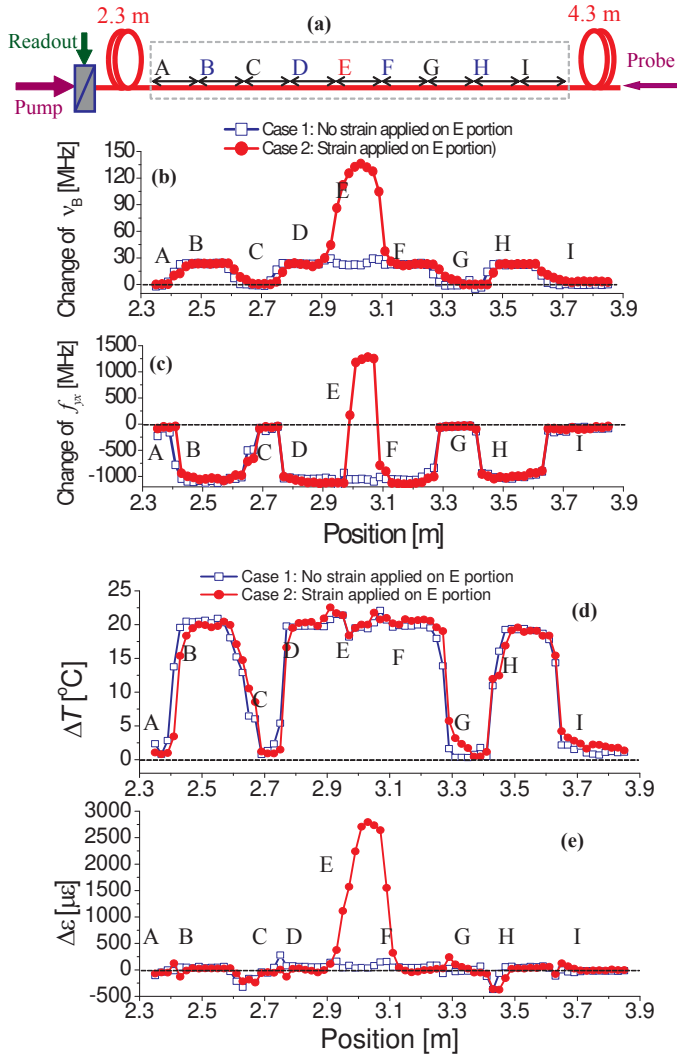 2.3 m (a) 4.3 m
Readout
A B C D E F G H I
Probe
Pump
Case 1: No strain applied on E portion
Case 2: Strain applied on E portion)
Change of νB [MHz]
150
120
90
60
30
0
(b)
A B C D E F G H I
2.3 2.5 2.7 2.9 3.1 3.3 3.5 3.7 3.9
Change of fyx [MHz]
1500
1000
500
0
-500
-1000
(c)
A B C D E F G H I
2.3 2.5 2.7 2.9 3.1 3.3 3.5 3.7 3.9
Position [m]
Case 1: No strain applied on E portion
Case 2: Strain applied on E portion
ΔT [°C]
25
20
15
10
5
0
(d)
A B C D E F G H I
2.3 2.5 2.7 2.9 3.1 3.3 3.5 3.7 3.9
Δε [με]
3000
2500
2000
1500
1000
500
0
-500
(e)
A B C D E F G H I
2.3 2.5 2.7 2.9 3.1 3.3 3.5 3.7 3.9
Position [m]